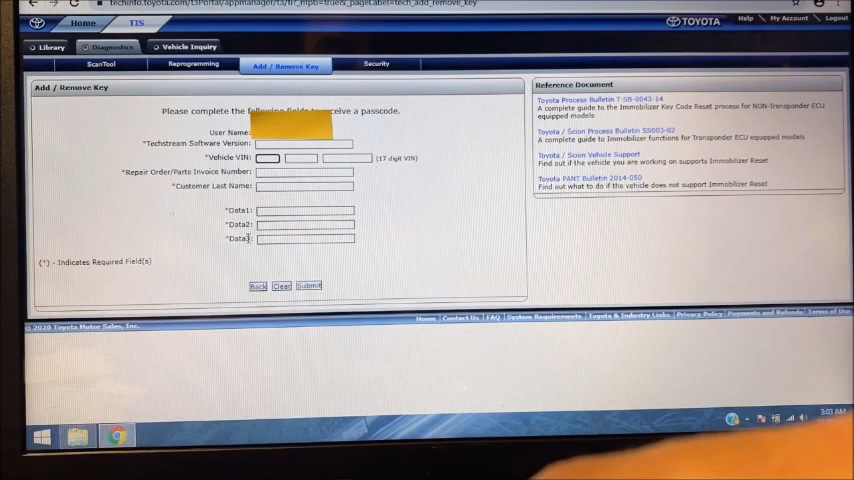 techinfo.toyota.com/t3Portal/appmanager/t3/ti?_nfpb=true&_pageLabel=tech_add_remove_key
Home TIS
TOYOTA Help My Account Logout
Library Diagnostics Vehicle Inquiry
ScanTool Reprogramming Add / Remove Key Security
Add / Remove Key
Please complete the following fields to receive a passcode.
User Name:
*Techstream Software Version:
*Vehicle VIN: (17 digit VIN)
*Repair Order/Parts Invoice Number:
*Customer Last Name:
*Data1:
*Data2:
*Data3:
(*) - Indicates Required Field(s)
Back Clear Submit
Reference Document
Toyota Process Bulletin T-SB-0043-14
A complete guide to the Immobilizer Key Code Reset process for NON-Transponder ECU
equipped models
Toyota / Scion Process Bulletin SS003-02
A complete guide to Immobilizer functions for Transponder ECU equipped models
Toyota / Scion Vehicle Support
Find out if the vehicle you are working on supports Immobilizer Reset
Toyota PANT Bulletin 2014-050
Find out what to do if the vehicle does not support Immobilizer Reset
© 2020 Toyota Motor Sales, Inc.
Home | Contact Us | FAQ | System Requirements | Toyota & Industry Links | Privacy Policy | Payments and Refunds | Terms of Use
3:03 AM